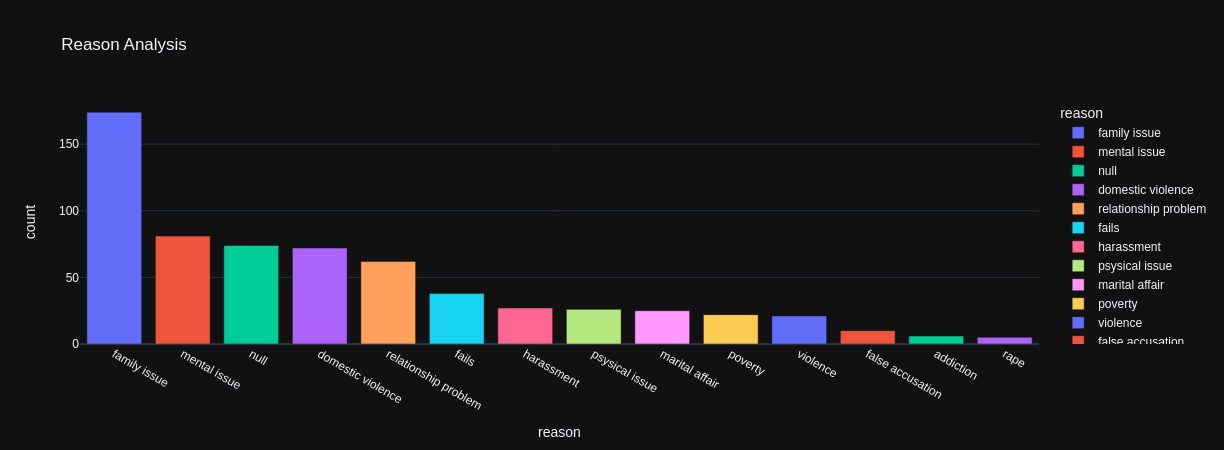 Reason Analysis
150
100
50
0
count
family issue
mental issue
null
domestic violence
relationship problem
fails
harassment
psysical issue
marital affair
poverty
violence
false accusation
addiction
rape
reason
reason
family issue
mental issue
null
domestic violence
relationship problem
fails
harassment
psysical issue
marital affair
poverty
violence
false accusation